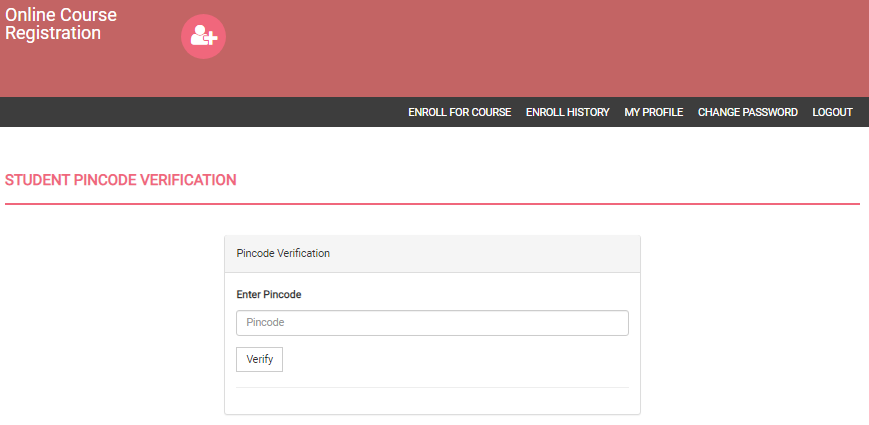 Online Course
Registration
ENROLL FOR COURSE ENROLL HISTORY MY PROFILE CHANGE PASSWORD LOGOUT
STUDENT PINCODE VERIFICATION
Pincode Verification
Enter Pincode
Pincode
Verify